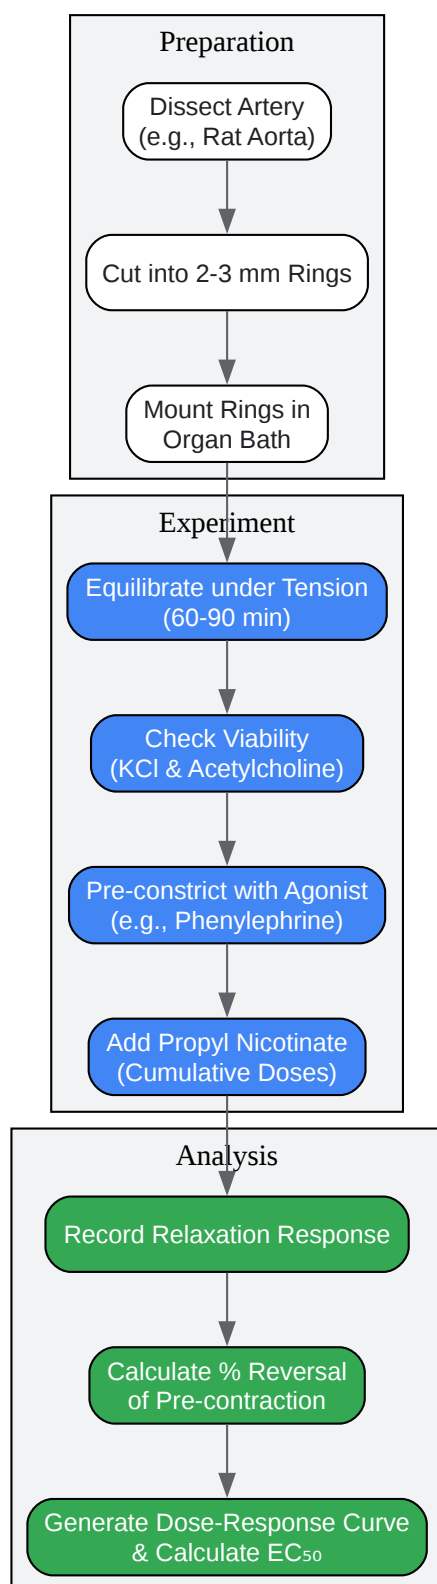 Preparation
Dissect Artery
(e.g., Rat Aorta)
Cut into 2-3 mm Rings
Mount Rings in
Organ Bath
Experiment
Equilibrate under Tension
(60-90 min)
Check Viability
(KCl & Acetylcholine)
Pre-constrict with Agonist
(e.g., Phenylephrine)
Add Propyl Nicotinate
(Cumulative Doses)
Analysis
Record Relaxation Response
Calculate % Reversal
of Pre-contraction
Generate Dose-Response Curve
& Calculate EC₅₀